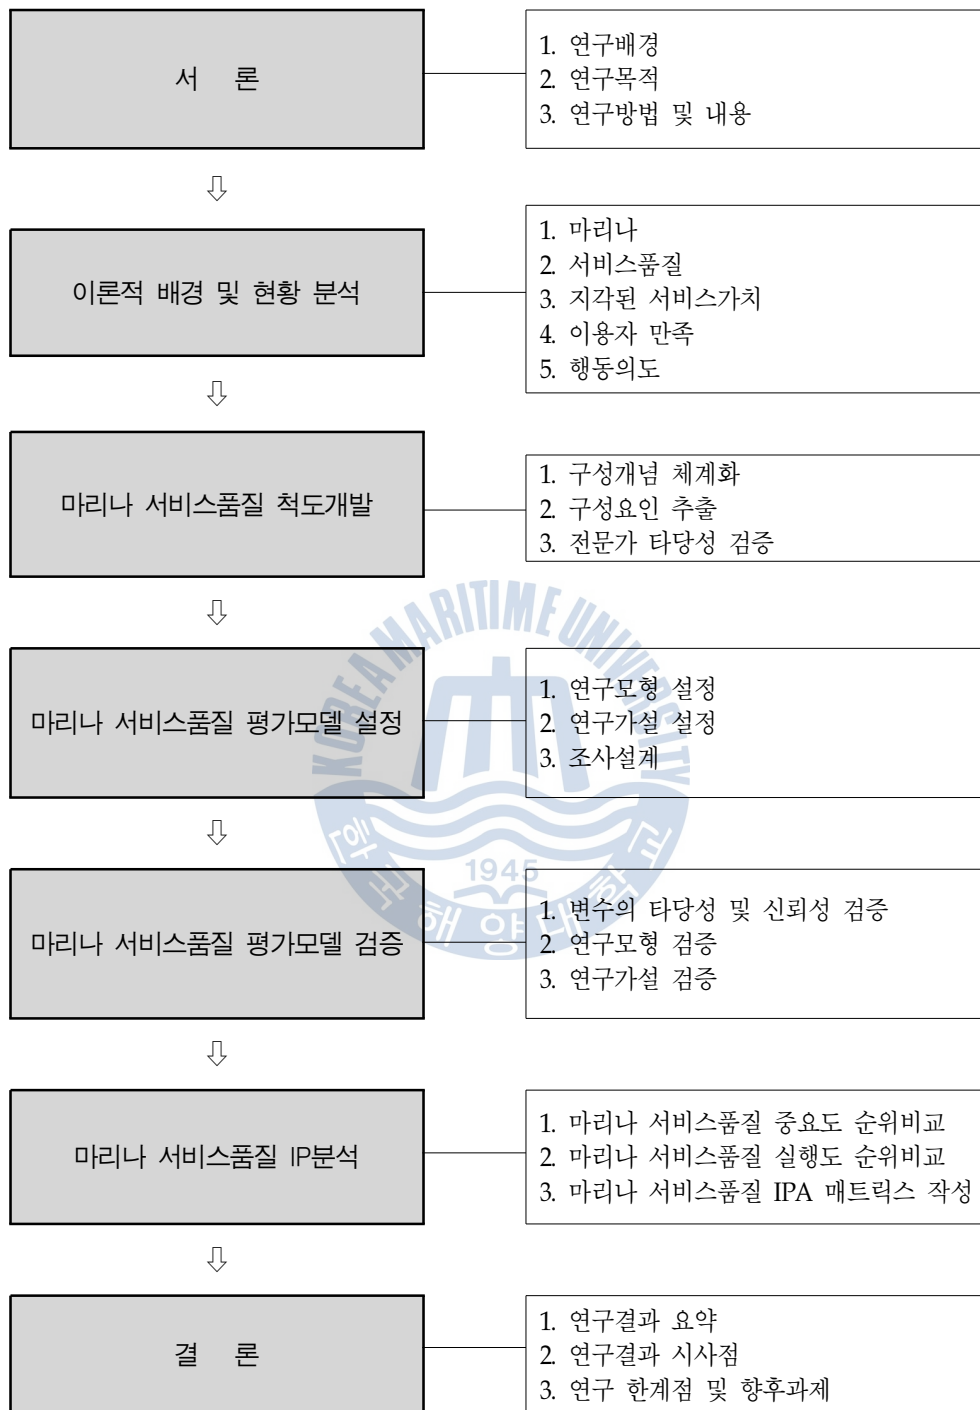 서 론
1. 연구배경
2. 연구목적
3. 연구방법 및 내용
⇩
이론적 배경 및 현황 분석
1. 마리나
2. 서비스품질
3. 지각된 서비스가치
4. 이용자 만족
5. 행동의도
⇩
마리나 서비스품질 척도개발
1. 구성개념 체계화
2. 구성요인 추출
3. 전문가 타당성 검증
⇩
마리나 서비스품질 평가모델 설정
1. 연구모형 설정
2. 연구가설 설정
3. 조사설계
⇩
마리나 서비스품질 평가모델 검증
1. 변수의 타당성 및 신뢰성 검증
2. 연구모형 검증
3. 연구가설 검증
⇩
마리나 서비스품질 IP분석
1. 마리나 서비스품질 중요도 순위비교
2. 마리나 서비스품질 실행도 순위비교
3. 마리나 서비스품질 IPA 매트릭스 작성
⇩
결 론
1. 연구결과 요약
2. 연구결과 시사점
3. 연구 한계점 및 향후과제
KOREA MARITIME UNIVERSITY
1945
한국해양대학교